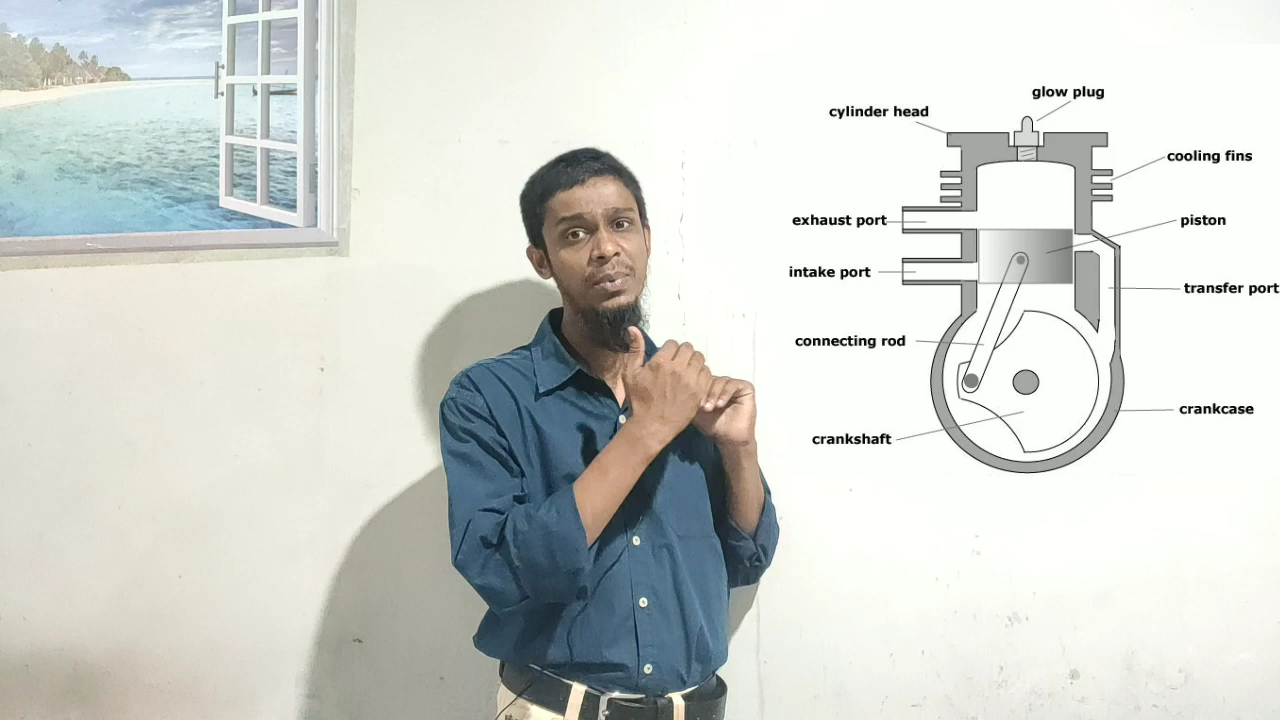 glow plug
cylinder head
cooling fins
exhaust port
piston
intake port
transfer port
connecting rod
crankcase
crankshaft